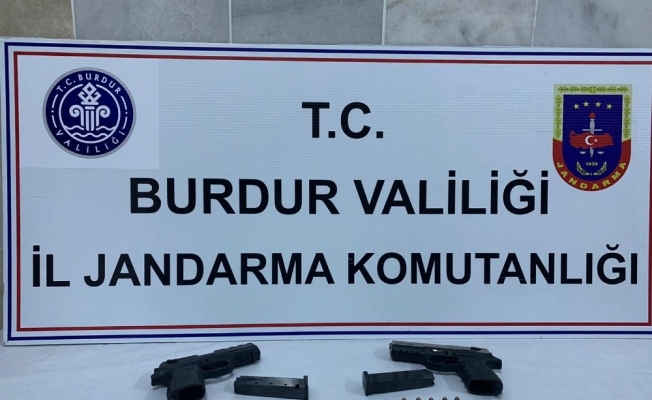 T.C.
BURDUR VALİLİĞİ
İL JANDARMA KOMUTANLIĞI
T.C. BURDUR
VALİLİĞİ
1839
JANDARMA